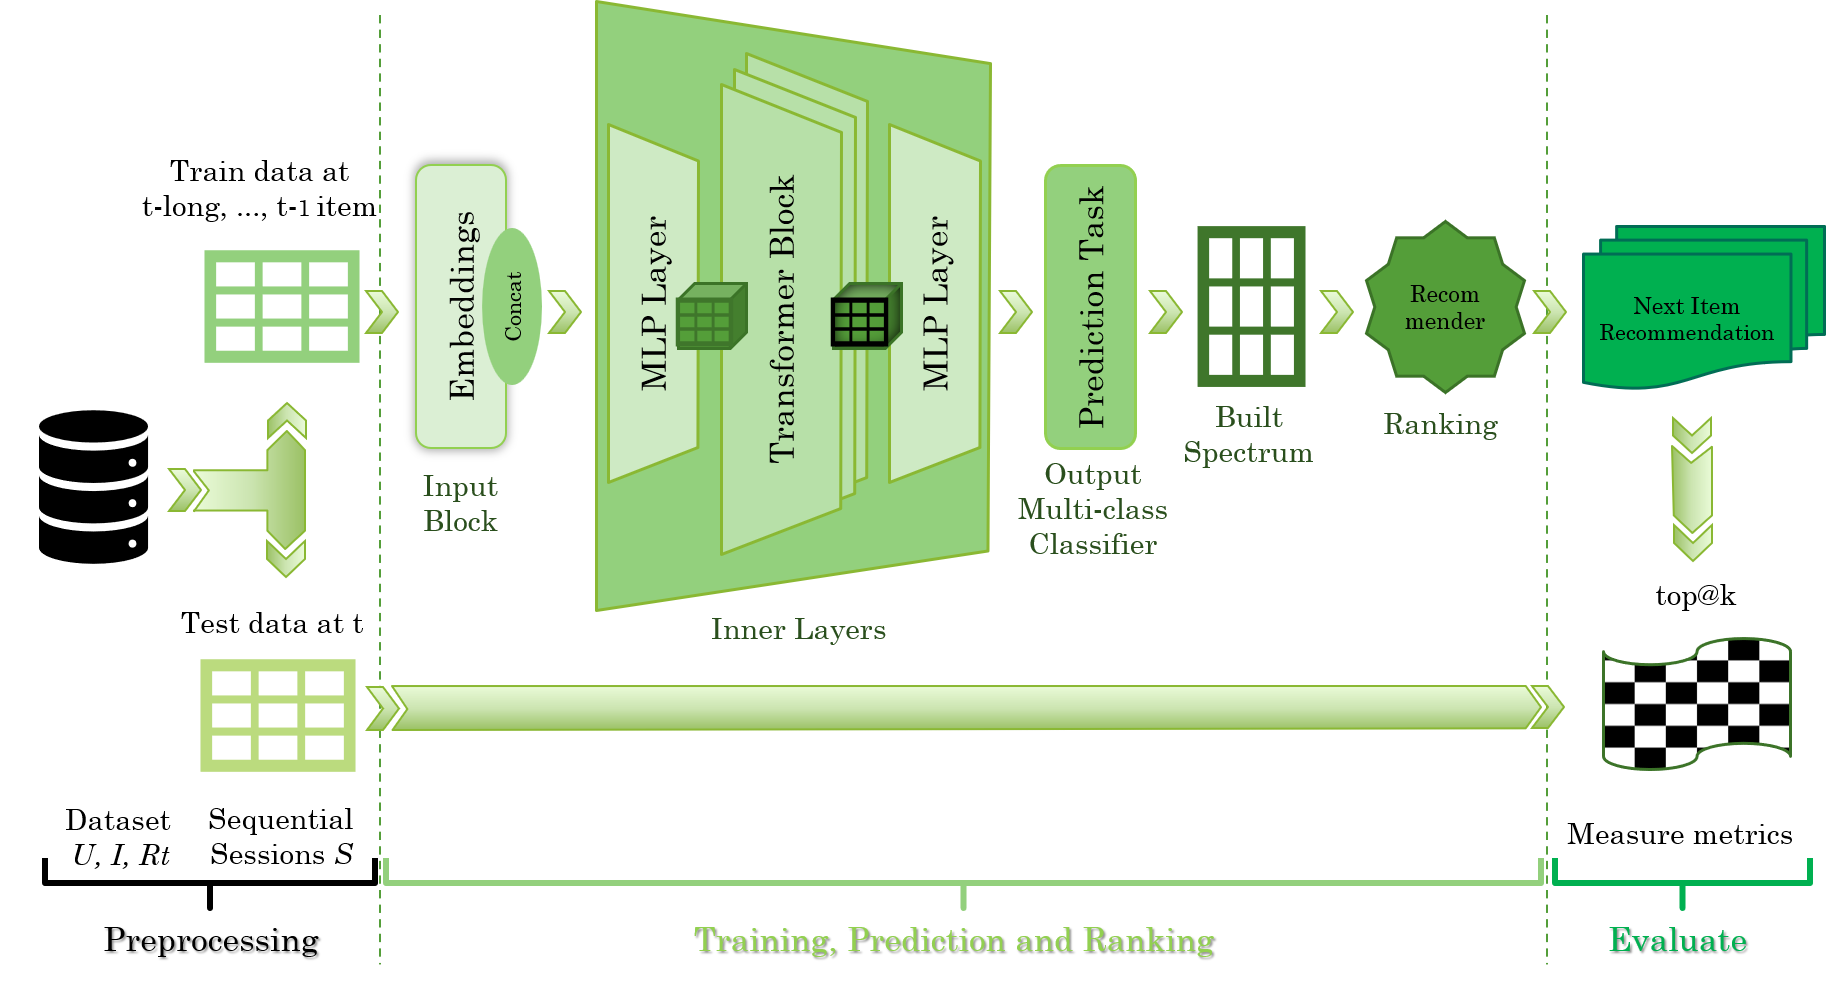 Train data at
t-long, ..., t-1 item
Embeddings
Concat
Input
Block
MLP Layer
Transformer Block
MLP Layer
Inner Layers
Prediction Task
Output
Multi-class
Classifier
Built
Spectrum
Recom
mender
Ranking
Next Item
Recommendation
top@k
Test data at t
Dataset
U, I, Rt
Sequential
Sessions S
Measure metrics
Preprocessing
Training, Prediction and Ranking
Evaluate